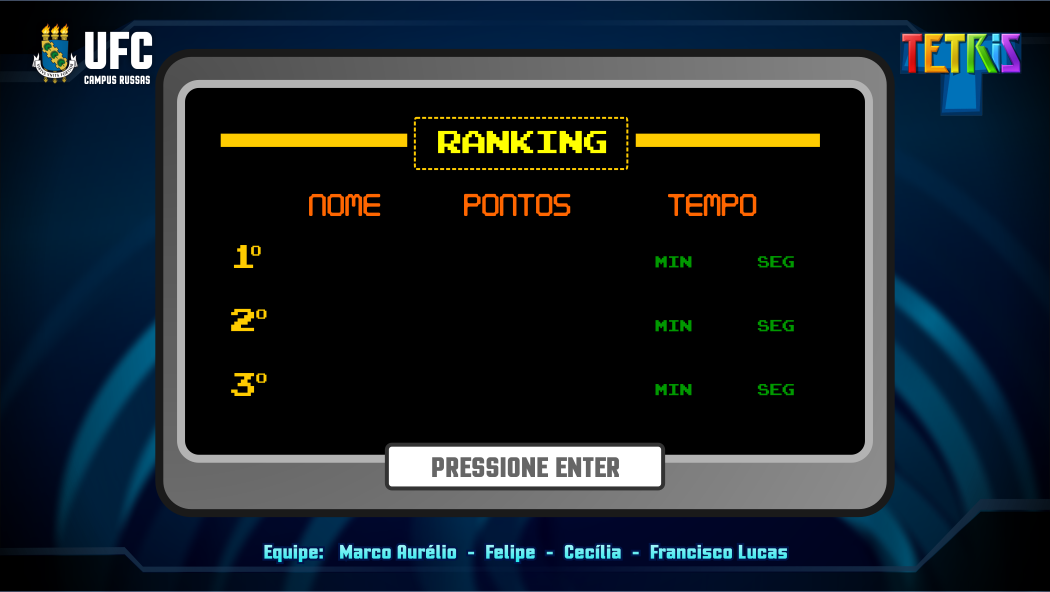 UFC
CAMPUS RUSSAS
TETRiS
RANKING
NOME PONTOS TEMPO
1º MIN SEG
2º MIN SEG
3º MIN SEG
PRESSIONE ENTER
Equipe: Marco Aurélio - Felipe - Cecília - Francisco Lucas